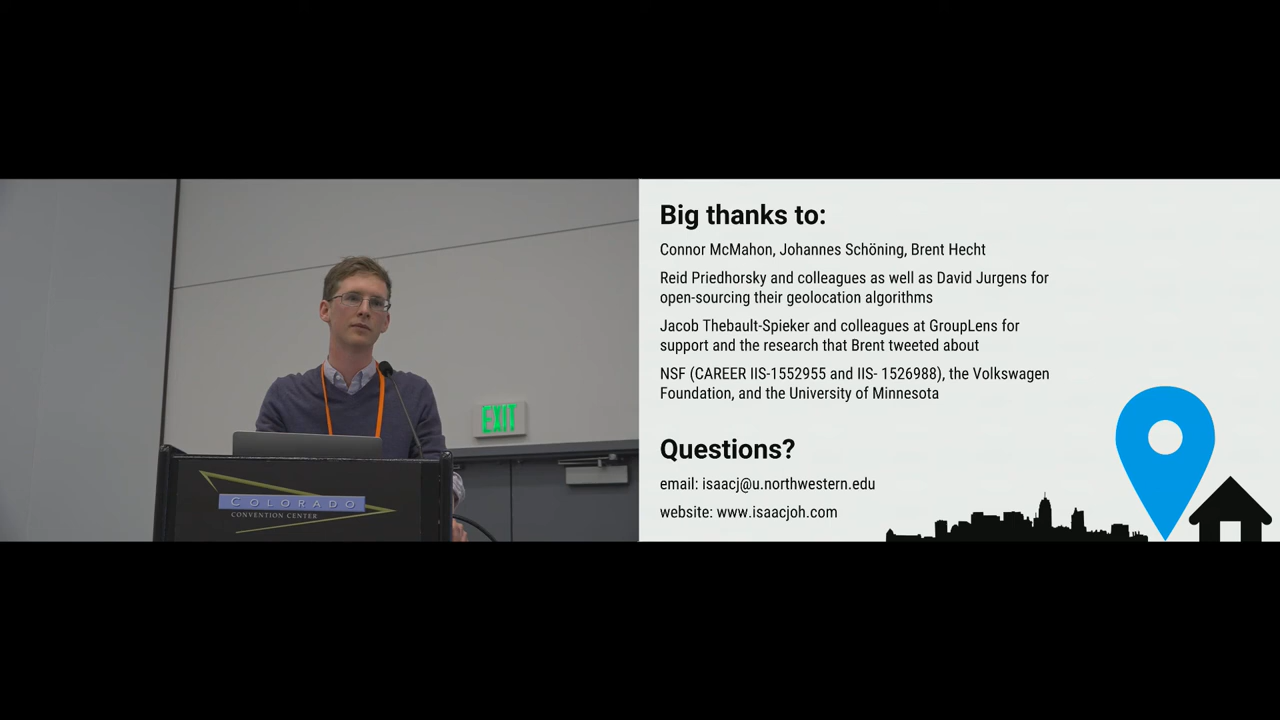 COLORADO
CONVENTION CENTER
EXIT
Big thanks to:
Connor McMahon, Johannes Schöning, Brent Hecht
Reid Priedhorsky and colleagues as well as David Jurgens for
open-sourcing their geolocation algorithms
Jacob Thebault-Spieker and colleagues at GroupLens for
support and the research that Brent tweeted about
NSF (CAREER IIS-1552955 and IIS- 1526988), the Volkswagen
Foundation, and the University of Minnesota
Questions?
email: isaacj@u.northwestern.edu
website: www.isaacjoh.com